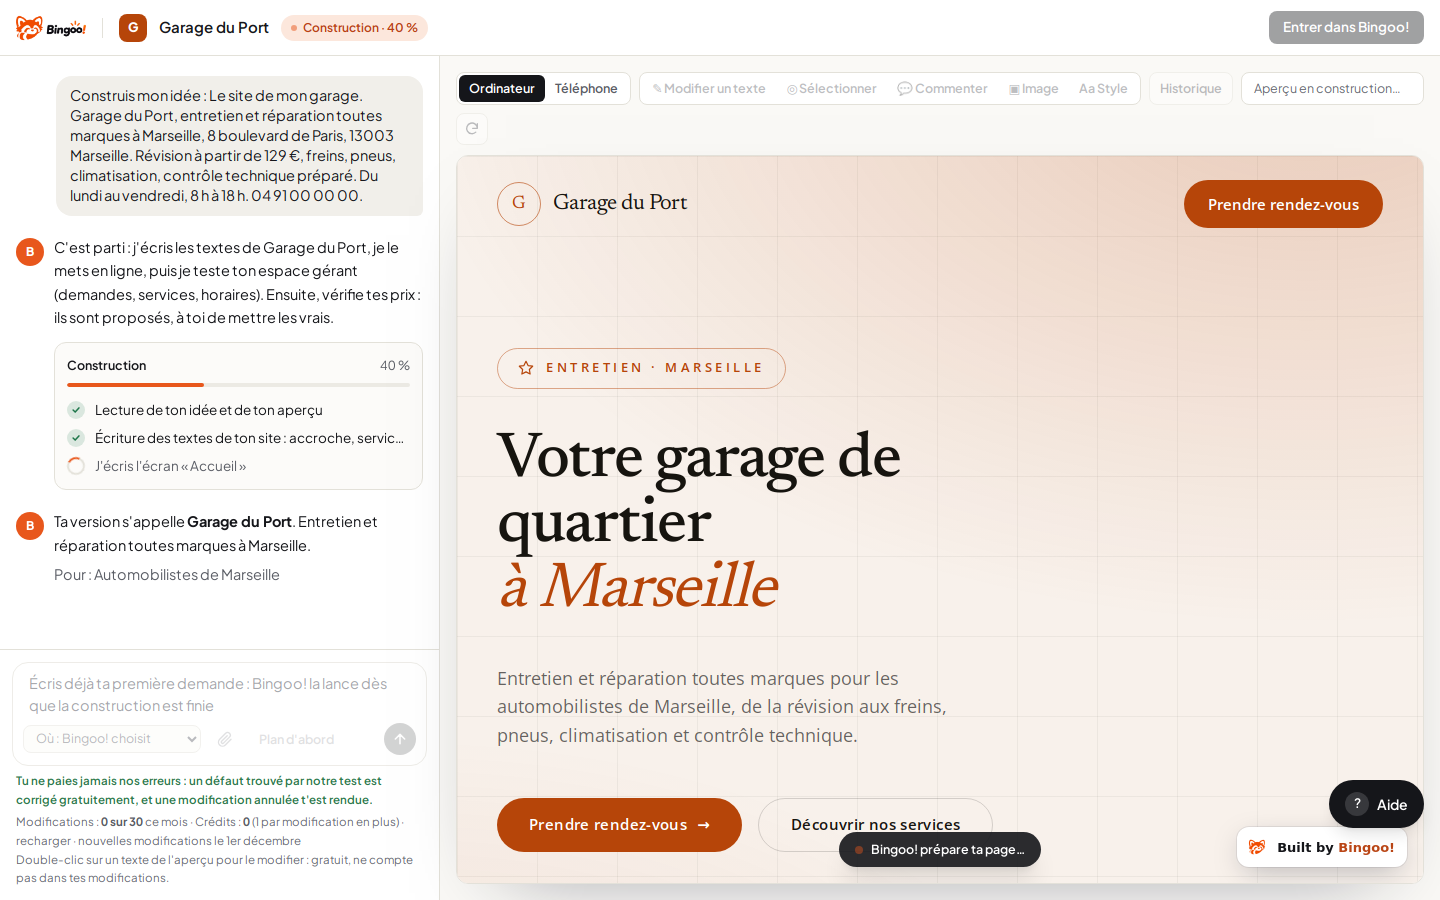 Bingoo!
G
Garage du Port
Construction · 40 %
Entrer dans Bingoo!
Construis mon idée : Le site de mon garage.
Garage du Port, entretien et réparation toutes
marques à Marseille, 8 boulevard de Paris, 13003
Marseille. Révision à partir de 129 €, freins, pneus,
climatisation, contrôle technique préparé. Du
lundi au vendredi, 8 h à 18 h. 04 91 00 00 00.
B
C'est parti : j'écris les textes de Garage du Port, je le
mets en ligne, puis je teste ton espace gérant
(demandes, services, horaires). Ensuite, vérifie tes prix :
ils sont proposés, à toi de mettre les vrais.
Construction
40 %
Lecture de ton idée et de ton aperçu
Écriture des textes de ton site : accroche, servic…
J'écris l'écran « Accueil »
B
Ta version s'appelle Garage du Port. Entretien et
réparation toutes marques à Marseille.
Pour : Automobilistes de Marseille
Écris déjà ta première demande : Bingoo! la lance dès
que la construction est finie
Où : Bingoo! choisit
Plan d'abord
Tu ne paies jamais nos erreurs : un défaut trouvé par notre test est
corrigé gratuitement, et une modification annulée t'est rendue.
Modifications : 0 sur 30 ce mois · Crédits : 0 (1 par modification en plus) ·
recharger · nouvelles modifications le 1er décembre
Double-clic sur un texte de l'aperçu pour le modifier : gratuit, ne compte
pas dans tes modifications.
Ordinateur
Téléphone
Modifier un texte
Sélectionner
Commenter
Image
Aa Style
Historique
Aperçu en construction…
G
Garage du Port
Prendre rendez-vous
ENTRETIEN · MARSEILLE
Votre garage de
quartier
à Marseille
Entretien et réparation toutes marques pour les
automobilistes de Marseille, de la révision aux freins,
pneus, climatisation et contrôle technique.
Prendre rendez-vous →
Découvrir nos services
Bingoo! prépare ta page…
? Aide
Built by Bingoo!